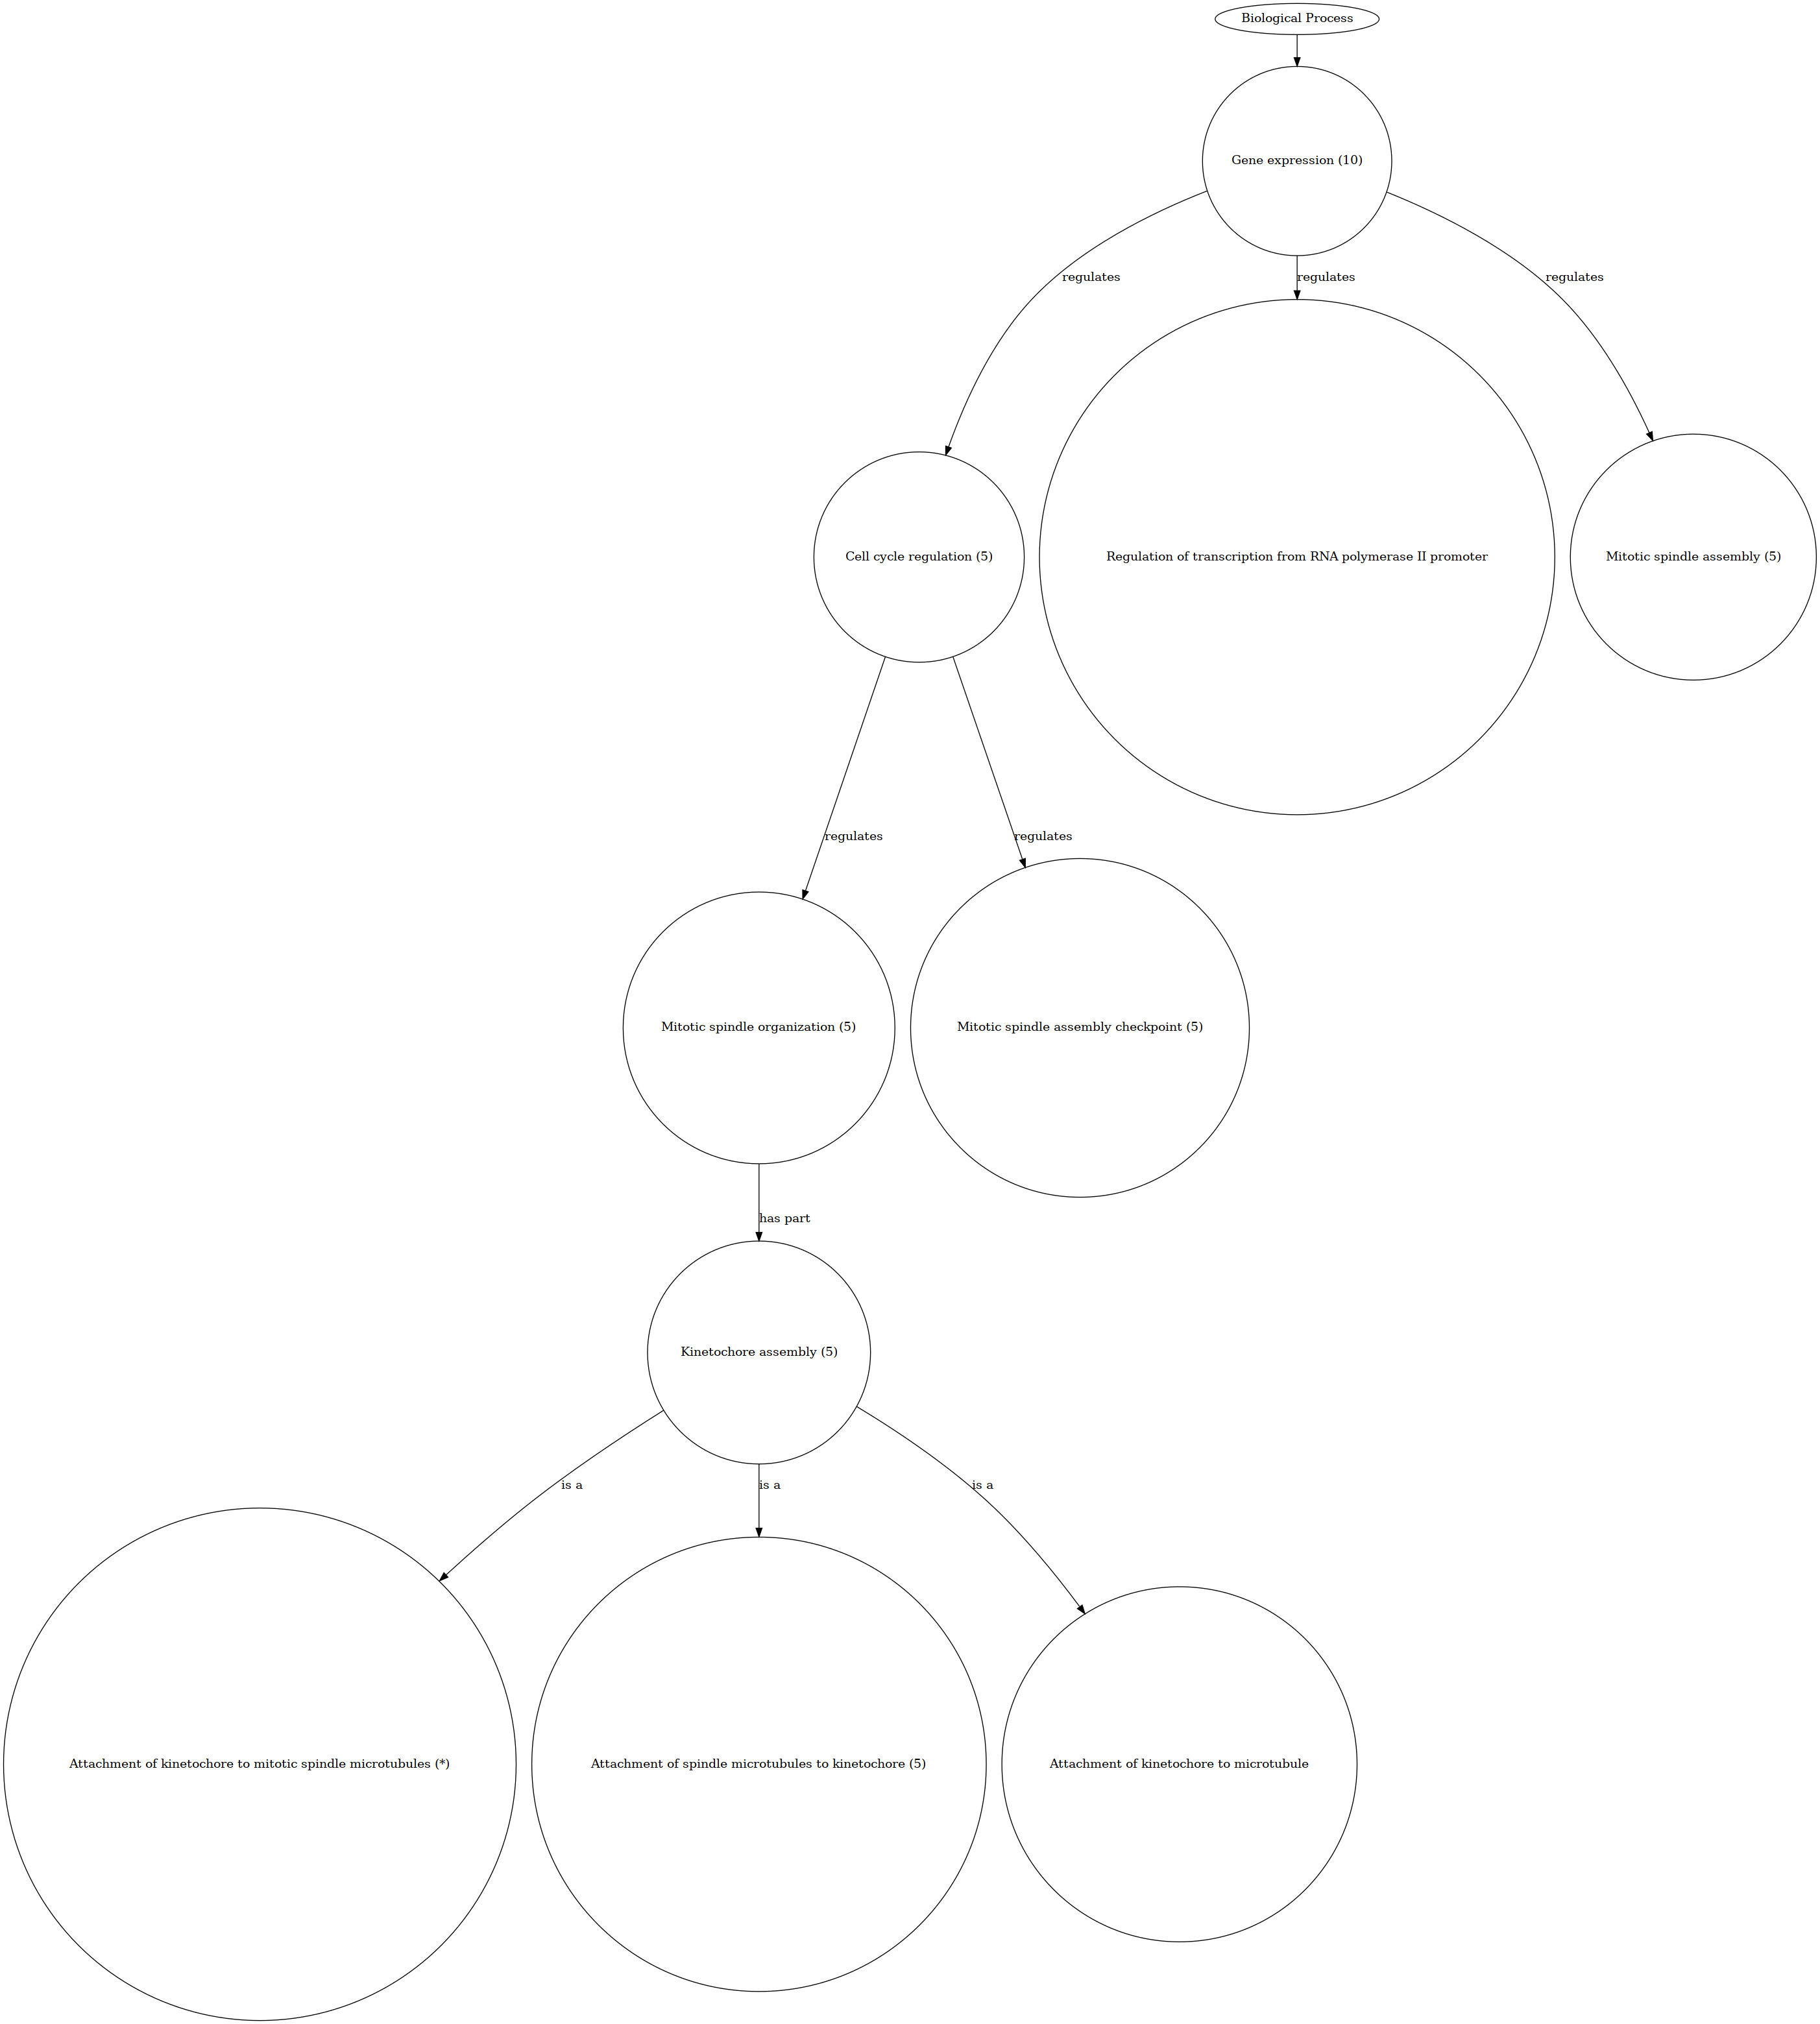 Biological Process
Gene expression (10)
regulates
regulates
regulates
Cell cycle regulation (5)
Regulation of transcription from RNA polymerase II promoter
Mitotic spindle assembly (5)
regulates
regulates
Mitotic spindle organization (5)
Mitotic spindle assembly checkpoint (5)
has part
Kinetochore assembly (5)
is a
is a
is a
Attachment of kinetochore to mitotic spindle microtubules (*)
Attachment of spindle microtubules to kinetochore (5)
Attachment of kinetochore to microtubule